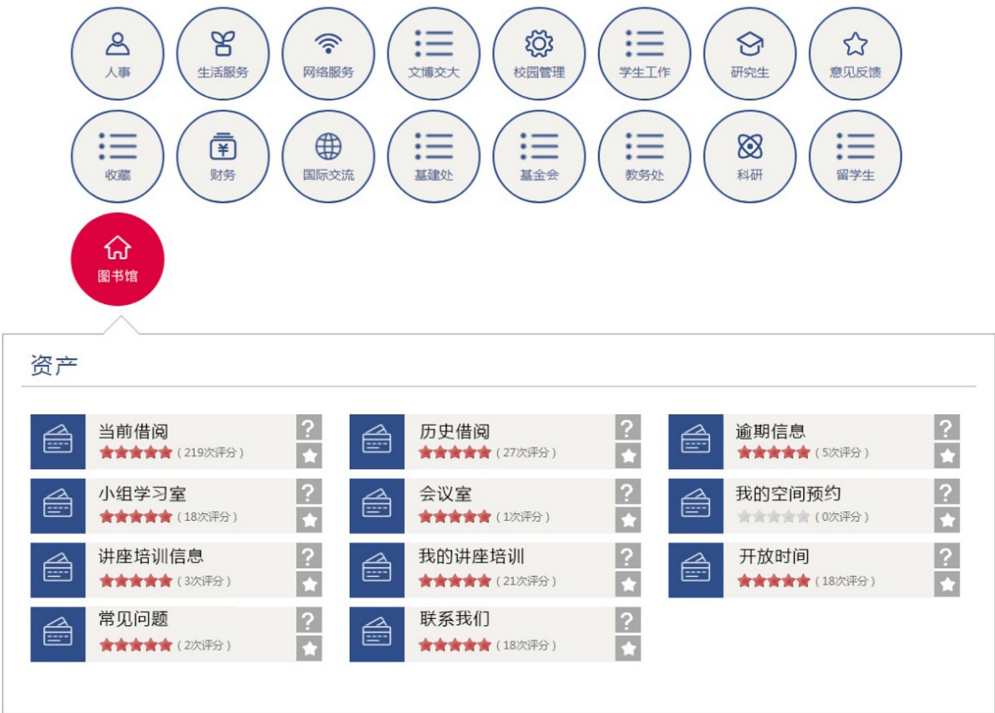 人事 生活服务 网络服务 文博交大 校园管理 学生工作 研究生 意见反馈
收藏 财务 国际交流 基建处 基金会 教务处 科研 留学生
图书馆
资产
当前借阅 ? 历史借阅 ? 逾期信息 ?
(219次评分) (27次评分) (5次评分)
小组学习室 ? 会议室 ? 我的空间预约 ?
(18次评分) (1次评分) (0次评分)
讲座培训信息 ? 我的讲座培训 ? 开放时间 ?
(3次评分) (21次评分) (18次评分)
常见问题 ? 联系我们 ?
(2次评分) (18次评分)